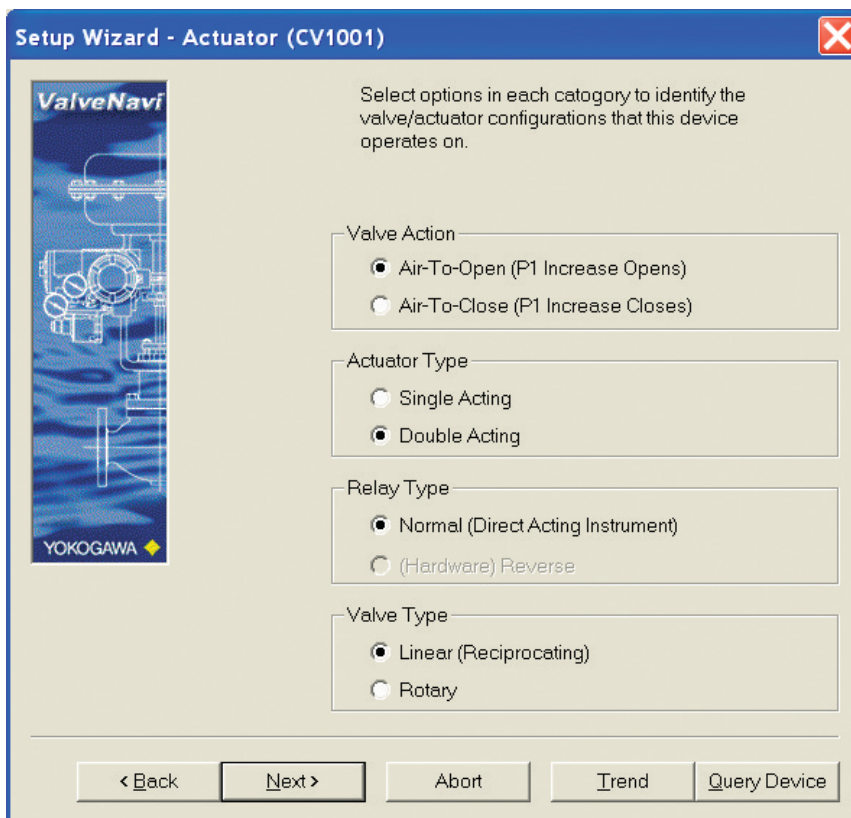 Setup Wizard - Actuator (CV1001)
ValveNavi
Select options in each catogory to identify the
valve/actuator configurations that this device
operates on.
Valve Action
Air-To-Open (P1 Increase Opens)
Air-To-Close (P1 Increase Closes)
Actuator Type
Single Acting
Double Acting
Relay Type
Normal (Direct Acting Instrument)
(Hardware) Reverse
YOKOGAWA
Valve Type
Linear (Reciprocating)
Rotary
< Back Next > Abort Trend Query Device